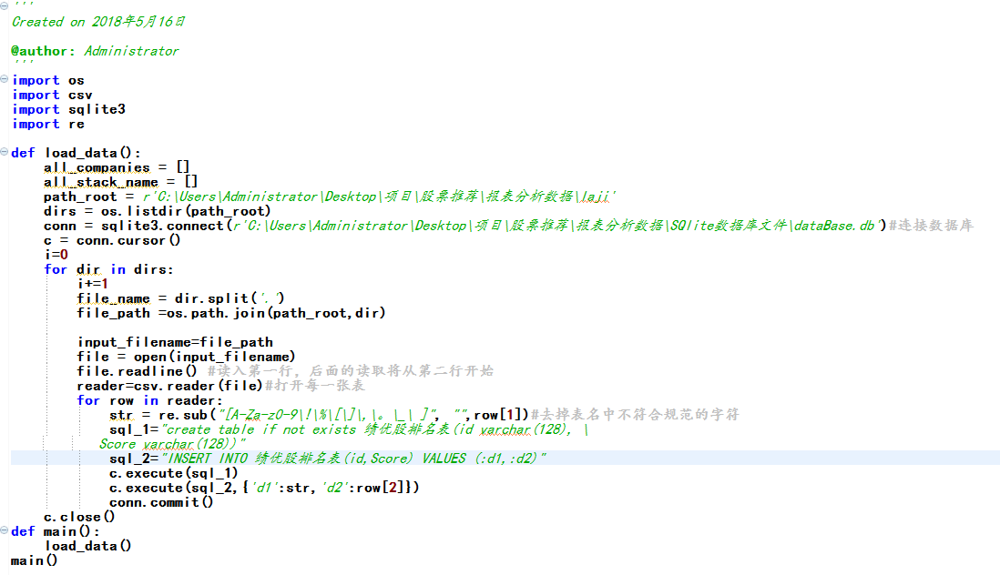 '''
Created on 2018年5月16日

@author: Administrator
'''
import os
import csv
import sqlite3
import re

def load_data():
    all_companies = []
    all_stack_name = []
    path_root = r'C:\Users\Administrator\Desktop\项目\股票推荐\报表分析数据\laji'
    dirs = os.listdir(path_root)
    conn = sqlite3.connect(r'C:\Users\Administrator\Desktop\项目\股票推荐\报表分析数据\SQlite数据库文件\dataBase.db')#连接数据库
    c = conn.cursor()
    i=0
    for dir in dirs:
        i+=1
        file_name = dir.split('.')
        file_path =os.path.join(path_root,dir)

        input_filename=file_path
        file = open(input_filename)
        file.readline() #读入第一行，后面的读取将从第二行开始
        reader=csv.reader(file)#打开每一张表
        for row in reader:
            str = re.sub("[A-Za-z0-9\!\%\[\]\,\。\_\ ]", "",row[1])#去掉表名中不符合规范的字符
            sql_1="create table if not exists 绩优股排名表(id varchar(128), \
           Score varchar(128))"
            sql_2="INSERT INTO 绩优股排名表(id,Score) VALUES (:d1,:d2)"
            c.execute(sql_1)
            c.execute(sql_2,{'d1':str,'d2':row[2]})
            conn.commit()
    c.close()
def main():
    load_data()
main()